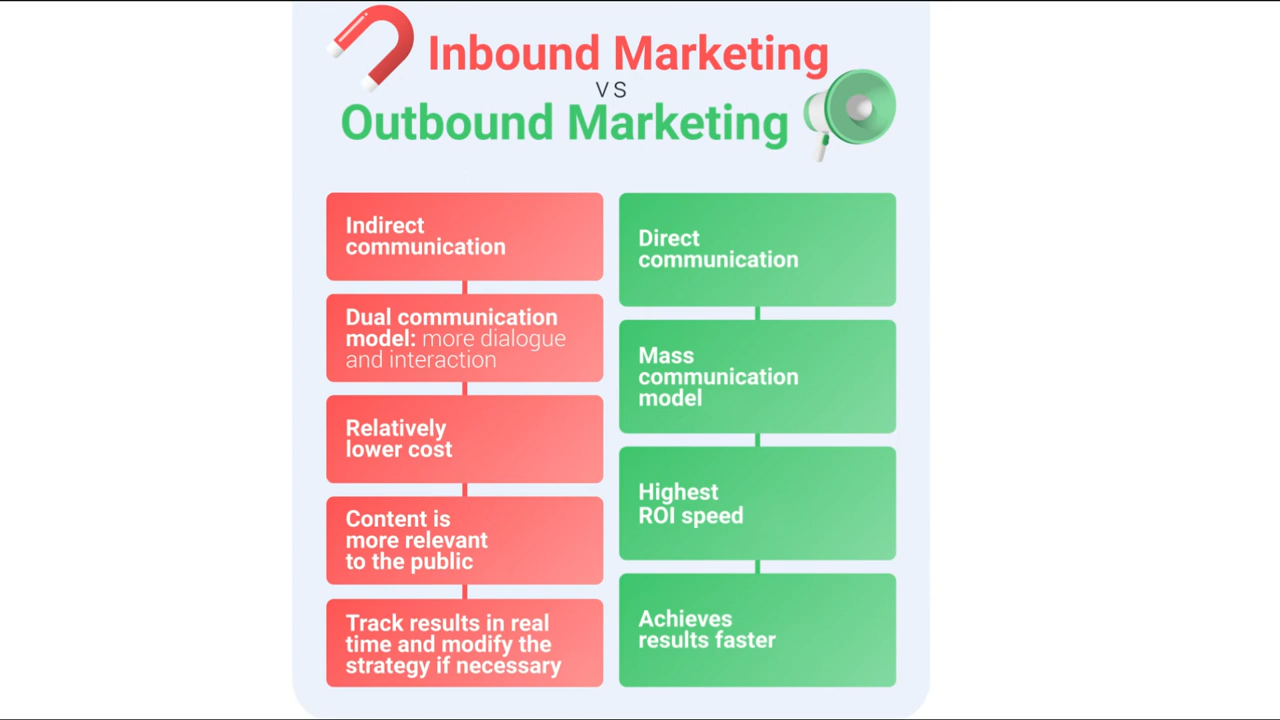 Inbound Marketing
VS
Outbound Marketing
Indirect
communication
Dual communication
model: more dialogue
and interaction
Relatively
lower cost
Content is
more relevant
to the public
Track results in real
time and modify the
strategy if necessary
Direct
communication
Mass
communication
model
Highest
ROI speed
Achieves
results faster